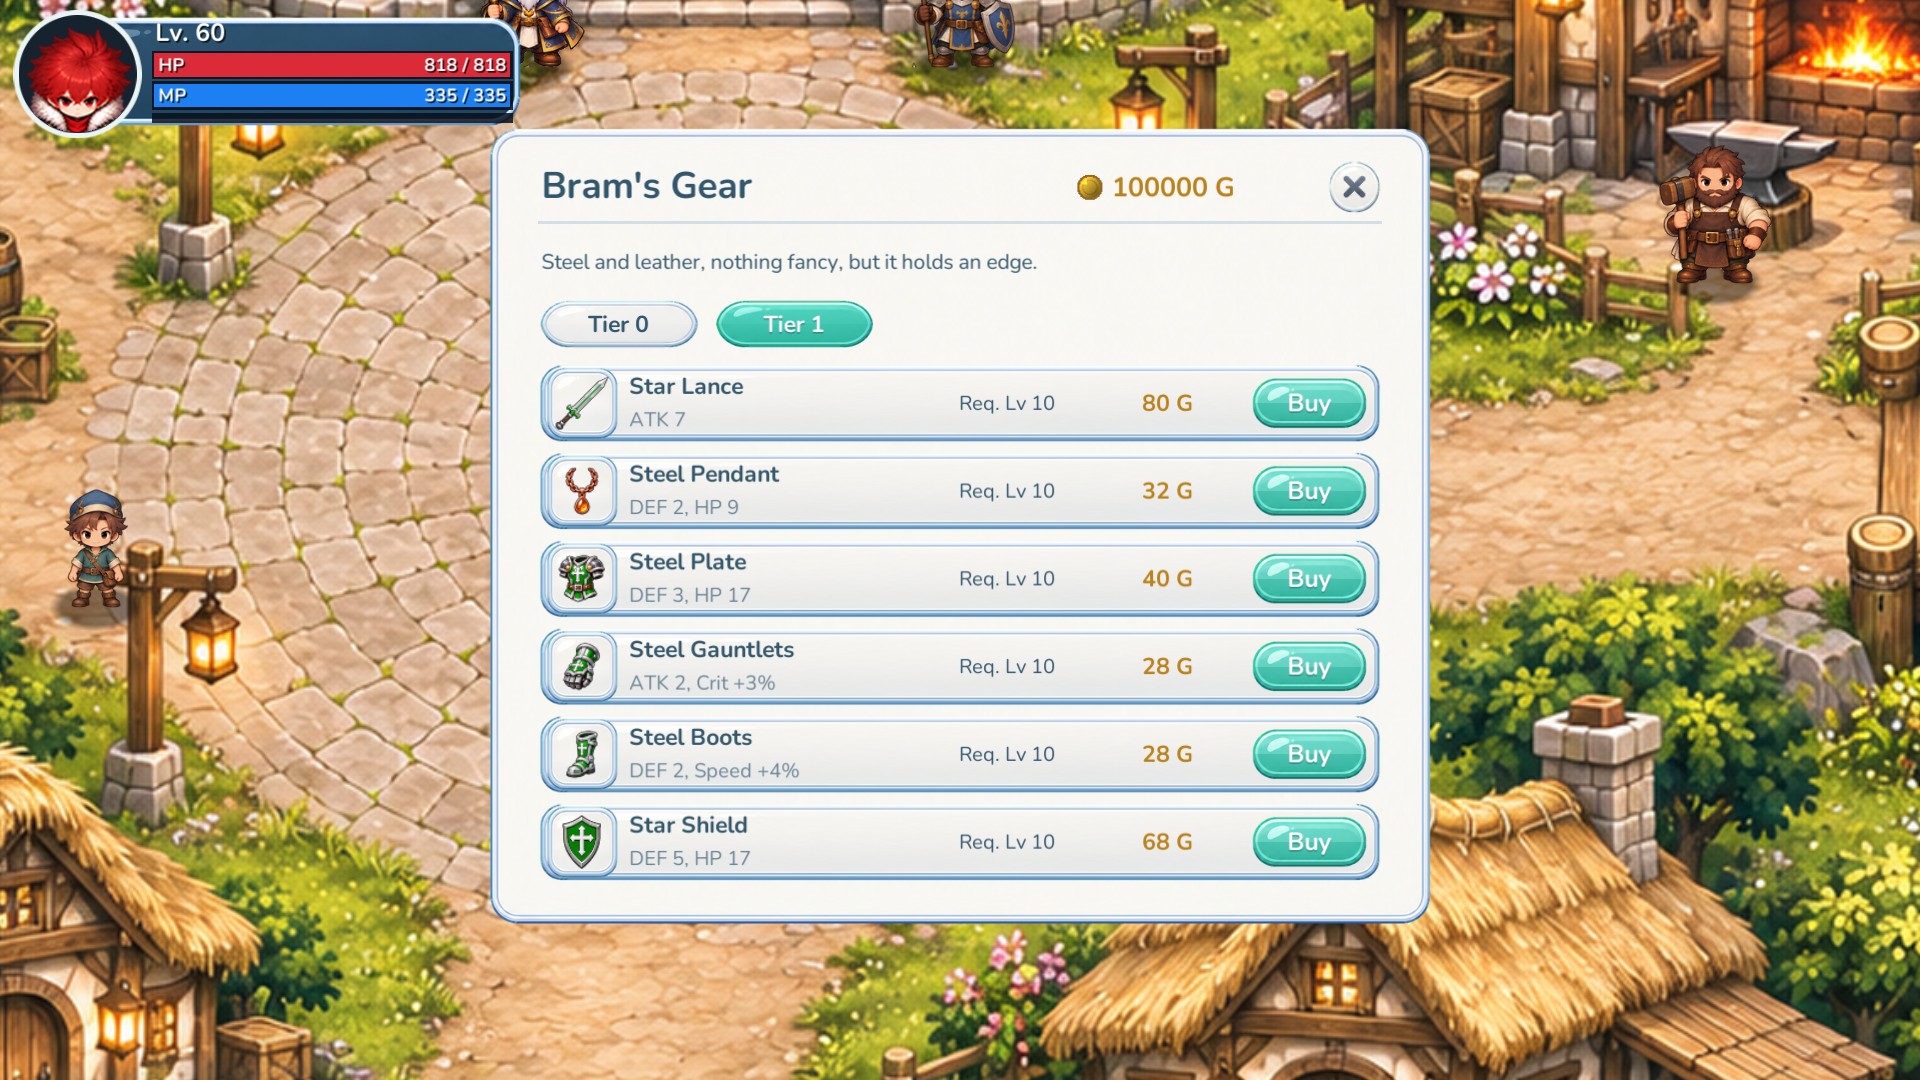 Lv. 60
HP 818 / 818
MP 335 / 335
Bram's Gear
100000 G
Steel and leather, nothing fancy, but it holds an edge.
Tier 0
Tier 1
Star Lance
ATK 7
Req. Lv 10
80 G
Buy
Steel Pendant
DEF 2, HP 9
Req. Lv 10
32 G
Buy
Steel Plate
DEF 3, HP 17
Req. Lv 10
40 G
Buy
Steel Gauntlets
ATK 2, Crit +3%
Req. Lv 10
28 G
Buy
Steel Boots
DEF 2, Speed +4%
Req. Lv 10
28 G
Buy
Star Shield
DEF 5, HP 17
Req. Lv 10
68 G
Buy